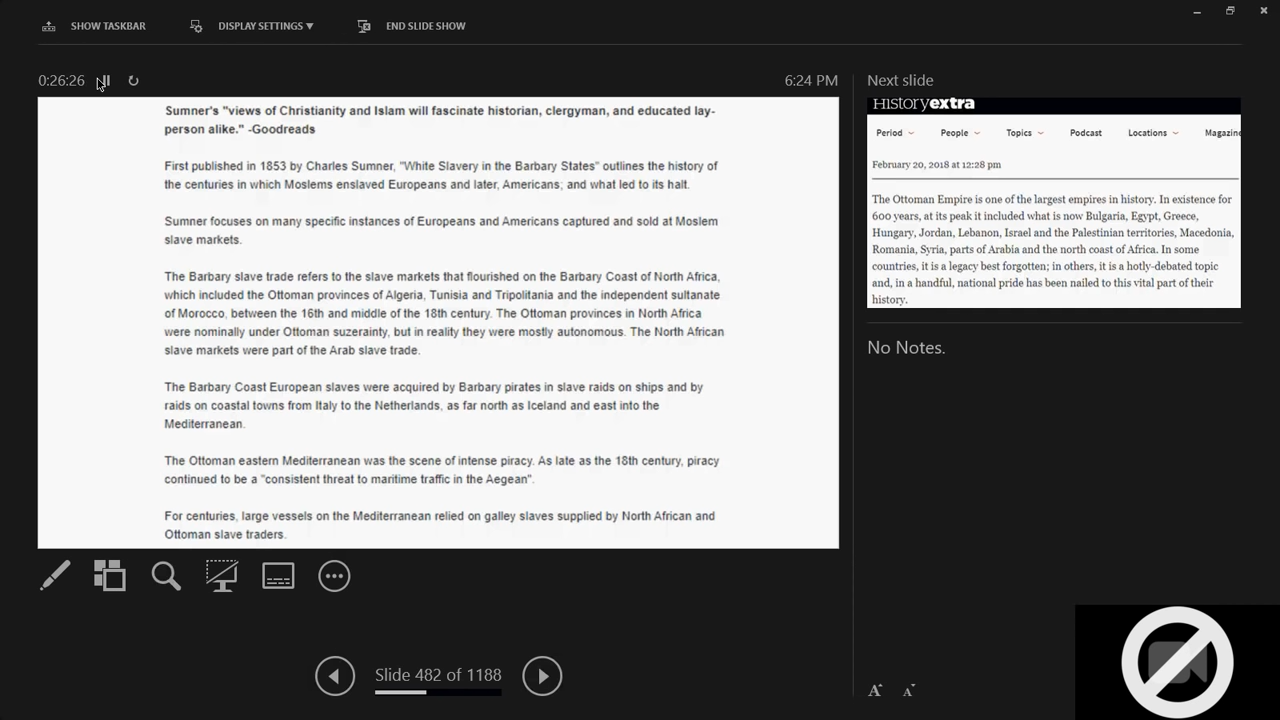 SHOW TASKBAR
DISPLAY SETTINGS ▼
END SLIDE SHOW
0:26:26
6:24 PM
Sumner's "views of Christianity and Islam will fascinate historian, clergyman, and educated lay-
person alike." -Goodreads
First published in 1853 by Charles Sumner, "White Slavery in the Barbary States" outlines the history of
the centuries in which Moslems enslaved Europeans and later, Americans; and what led to its halt.
Sumner focuses on many specific instances of Europeans and Americans captured and sold at Moslem
slave markets.
The Barbary slave trade refers to the slave markets that flourished on the Barbary Coast of North Africa,
which included the Ottoman provinces of Algeria, Tunisia and Tripolitania and the independent sultanate
of Morocco, between the 16th and middle of the 18th century. The Ottoman provinces in North Africa
were nominally under Ottoman suzerainty, but in reality they were mostly autonomous. The North African
slave markets were part of the Arab slave trade.
The Barbary Coast European slaves were acquired by Barbary pirates in slave raids on ships and by
raids on coastal towns from Italy to the Netherlands, as far north as Iceland and east into the
Mediterranean.
The Ottoman eastern Mediterranean was the scene of intense piracy. As late as the 18th century, piracy
continued to be a "consistent threat to maritime traffic in the Aegean".
For centuries, large vessels on the Mediterranean relied on galley slaves supplied by North African and
Ottoman slave traders.
Slide 482 of 1188
Next slide
Historyextra
Period People Topics Podcast Locations Magazine
February 20, 2018 at 12:28 pm
The Ottoman Empire is one of the largest empires in history. In existence for
600 years, at its peak it included what is now Bulgaria, Egypt, Greece,
Hungary, Jordan, Lebanon, Israel and the Palestinian territories, Macedonia,
Romania, Syria, parts of Arabia and the north coast of Africa. In some
countries, it is a legacy best forgotten; in others, it is a hotly-debated topic
and, in a handful, national pride has been nailed to this vital part of their
history.
No Notes.
A A